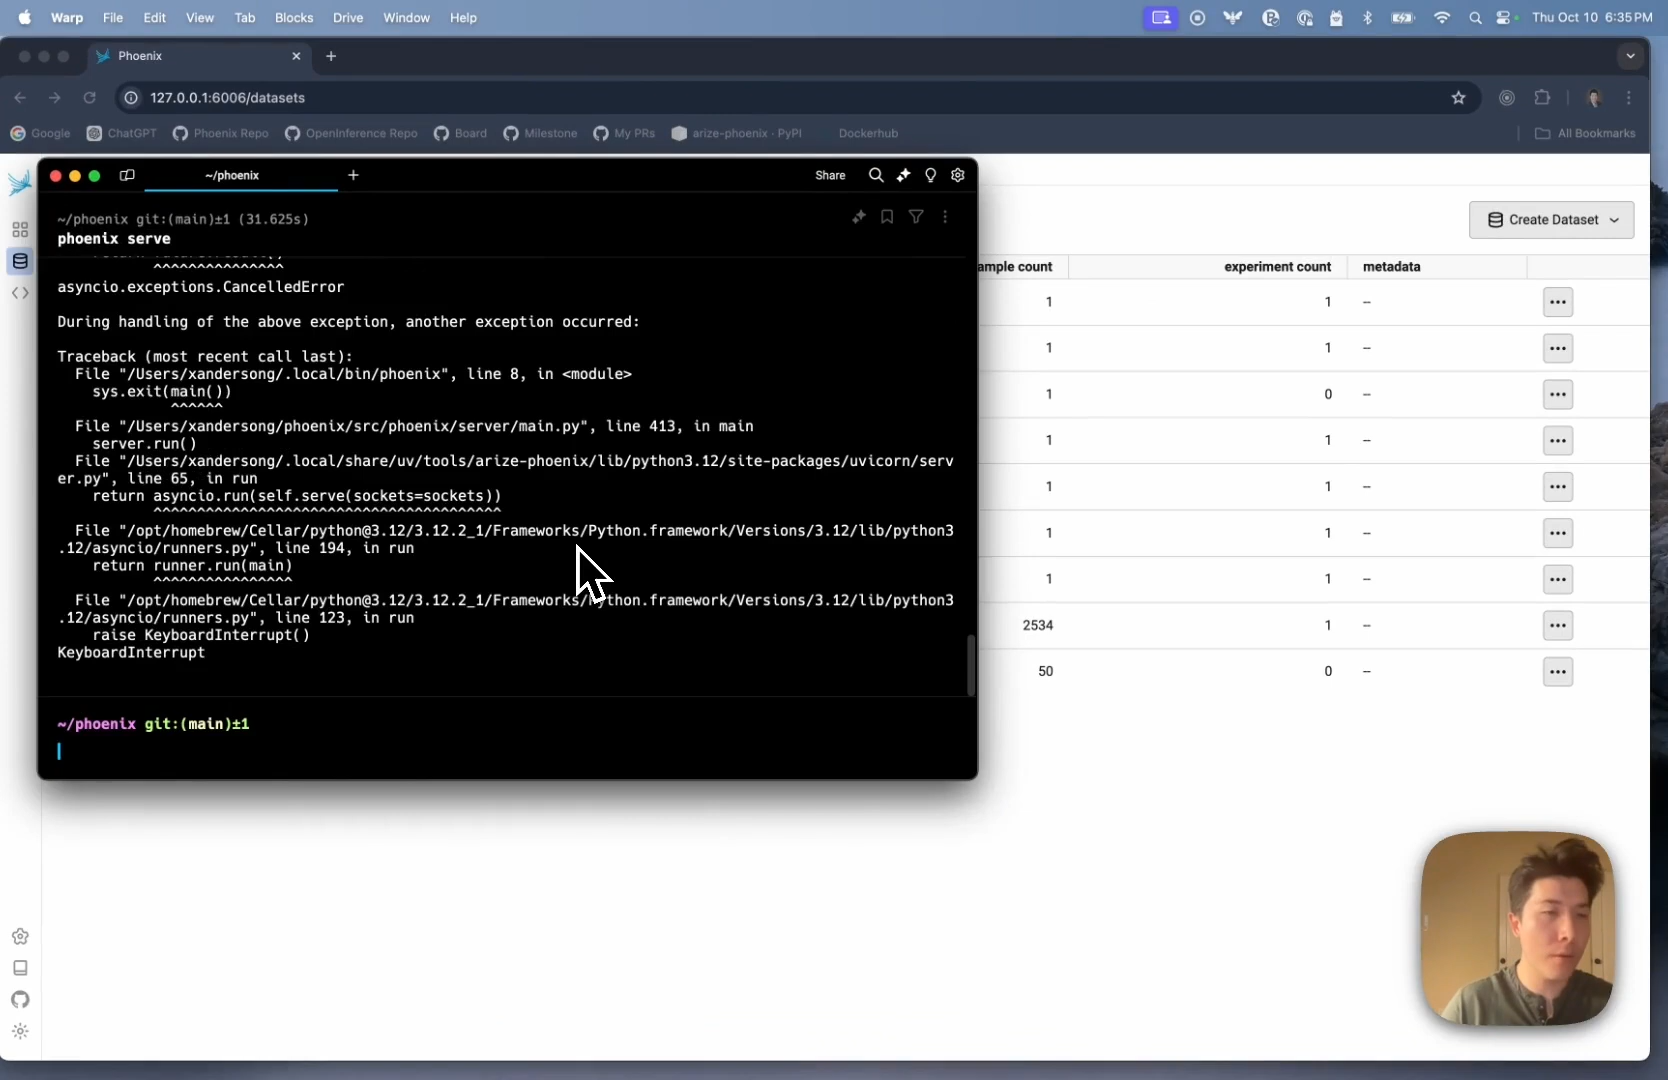 Warp File Edit View Tab Blocks Drive Window Help Thu Oct 10 6:35 PM
Phoenix
127.0.0.1:6006/datasets
Google ChatGPT Phoenix Repo OpenInference Repo Board Milestone My PRs arize-phoenix · PyPI Dockerhub All Bookmarks
~/phoenix + Share
~/phoenix git:(main)±1 (31.625s)
phoenix serve
^^^^^^^^^^^^^^^
asyncio.exceptions.CancelledError
During handling of the above exception, another exception occurred:
Traceback (most recent call last):
File "/Users/xandersong/.local/bin/phoenix", line 8, in <module>
sys.exit(main())
^^^^^^
File "/Users/xandersong/phoenix/src/phoenix/server/main.py", line 413, in main
server.run()
File "/Users/xandersong/.local/share/uv/tools/arize-phoenix/lib/python3.12/site-packages/uvicorn/serv
er.py", line 65, in run
return asyncio.run(self.serve(sockets=sockets))
^^^^^^^^^^^^^^^^^^^^^^^^^^^^^^^^^^^^^^^^
File "/opt/homebrew/Cellar/python@3.12/3.12.2_1/Frameworks/Python.framework/Versions/3.12/lib/python3
.12/asyncio/runners.py", line 194, in run
return runner.run(main)
^^^^^^^^^^^^^^^^
File "/opt/homebrew/Cellar/python@3.12/3.12.2_1/Frameworks/Python.framework/Versions/3.12/lib/python3
.12/asyncio/runners.py", line 123, in run
raise KeyboardInterrupt()
KeyboardInterrupt
~/phoenix git:(main)±1
Create Dataset
ample count experiment count metadata
1 1 --
1 1 --
1 0 --
1 1 --
1 1 --
1 1 --
1 1 --
2534 1 --
50 0 --